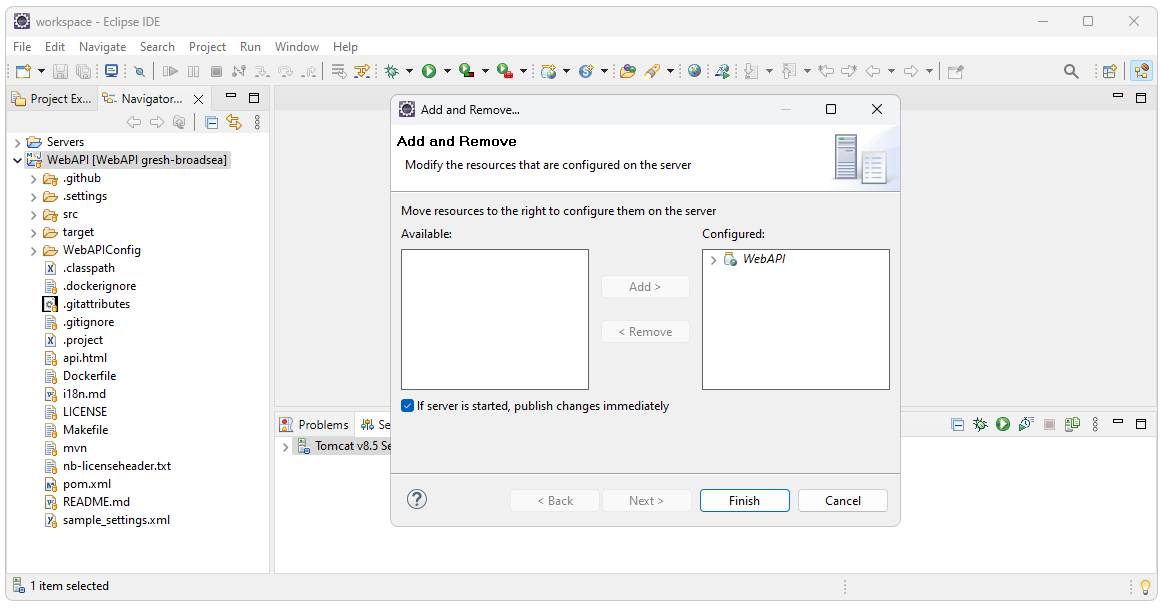 workspace - Eclipse IDE
File Edit Navigate Search Project Run Window Help
Project Ex... Navigator...
Servers
WebAPI [WebAPI gresh-broadsea]
.github
.settings
src
target
WebAPIConfig
.classpath
.dockerignore
.gitattributes
.gitignore
.project
api.html
Dockerfile
i18n.md
LICENSE
Makefile
mvn
nb-licenseheader.txt
pom.xml
README.md
sample_settings.xml
Add and Remove...
Add and Remove
Modify the resources that are configured on the server
Move resources to the right to configure them on the server
Available: Configured:
WebAPI
Add >
< Remove
If server is started, publish changes immediately
< Back Next > Finish Cancel
Problems Se
Tomcat v8.5 Se
1 item selected